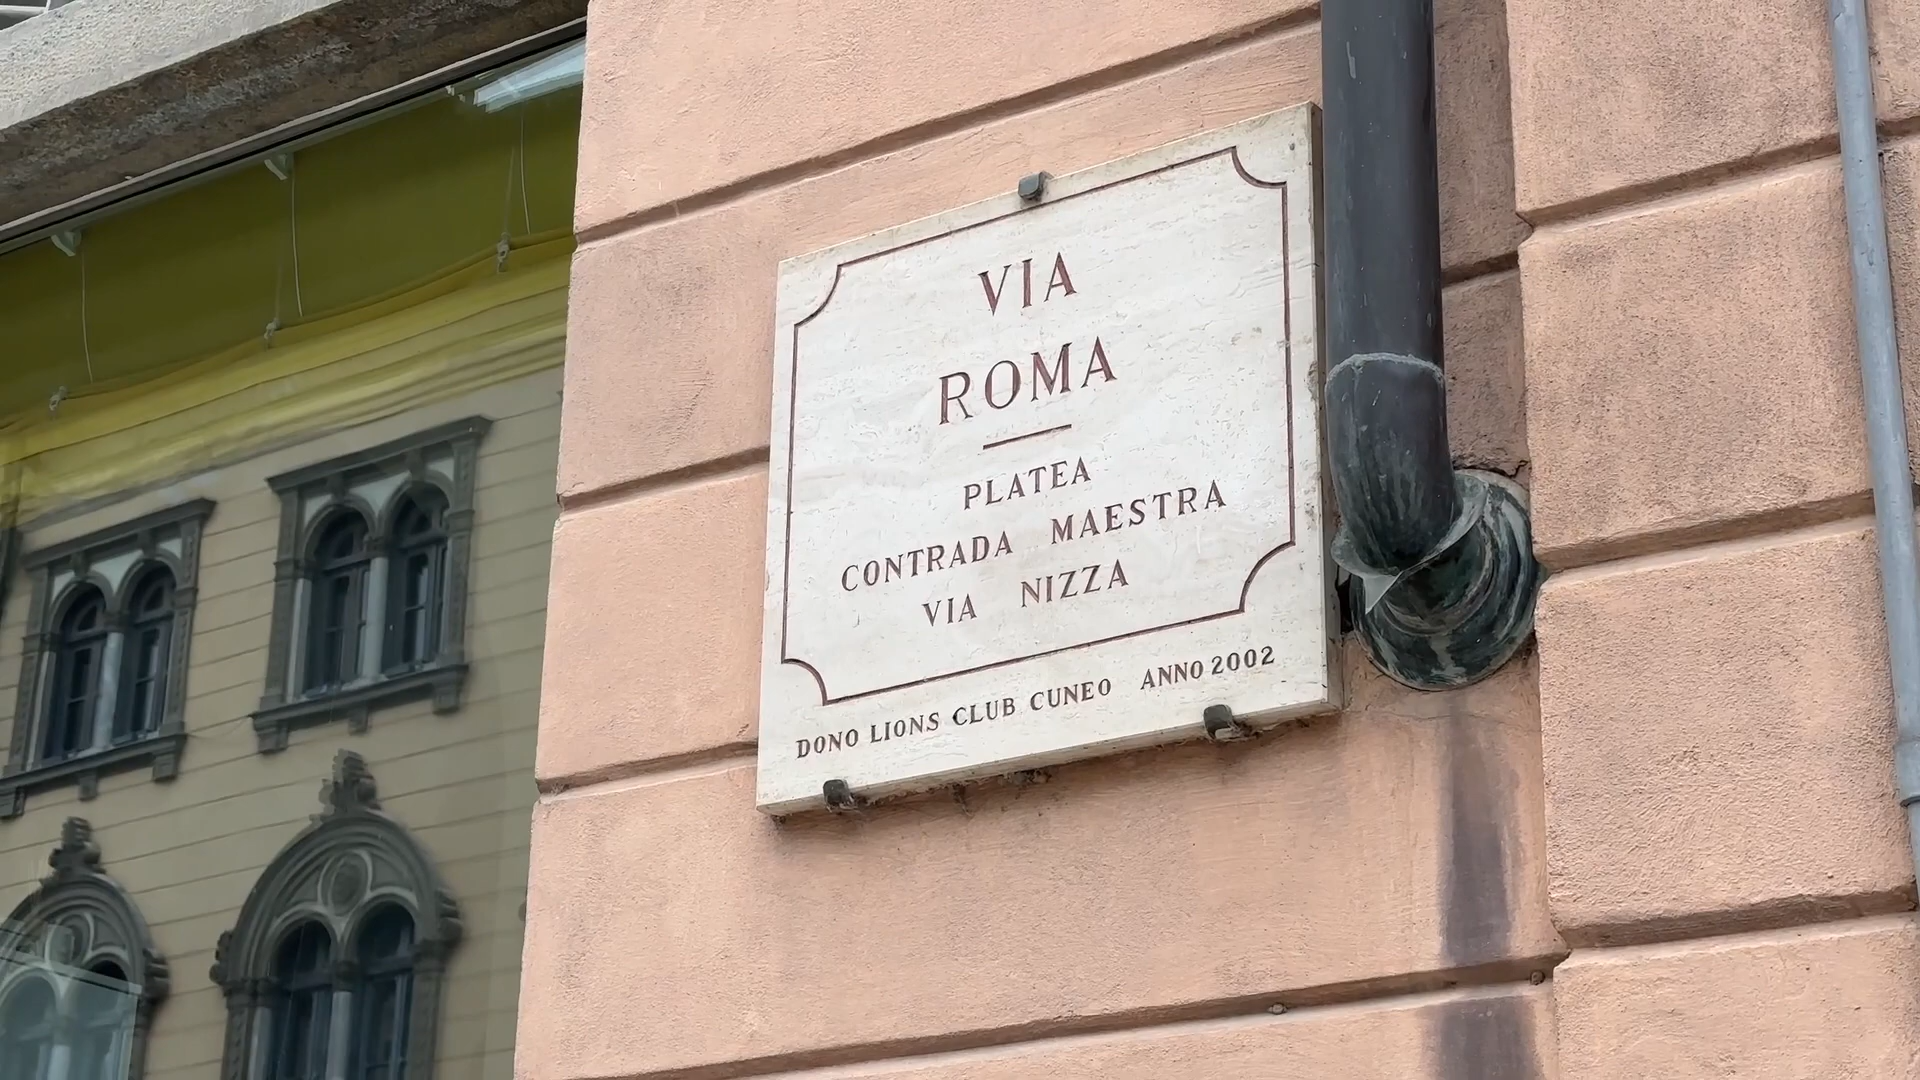 VIA
ROMA
PLATEA
CONTRADA MAESTRA
VIA NIZZA
DONO LIONS CLUB CUNEO ANNO 2002